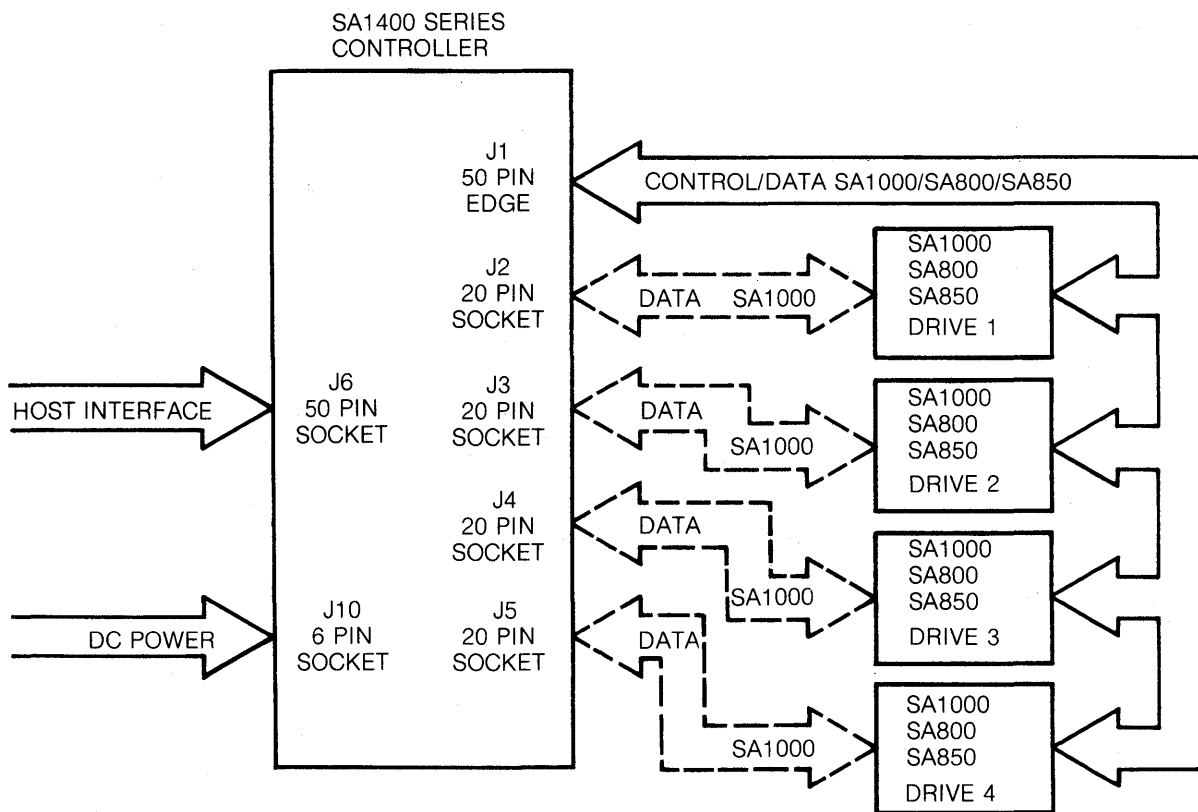 SA1400 SERIES
CONTROLLER
J1
50 PIN
EDGE
CONTROL/DATA SA1000/SA800/SA850
J2
20 PIN
SOCKET
DATA SA1000
SA1000
SA800
SA850
DRIVE 1
HOST INTERFACE
J6
50 PIN
SOCKET
J3
20 PIN
SOCKET
DATA
SA1000
SA1000
SA800
SA850
DRIVE 2
J4
20 PIN
SOCKET
DATA
SA1000
SA1000
SA800
SA850
DRIVE 3
DC POWER
J10
6 PIN
SOCKET
J5
20 PIN
SOCKET
DATA
SA1000
SA1000
SA800
SA850
DRIVE 4